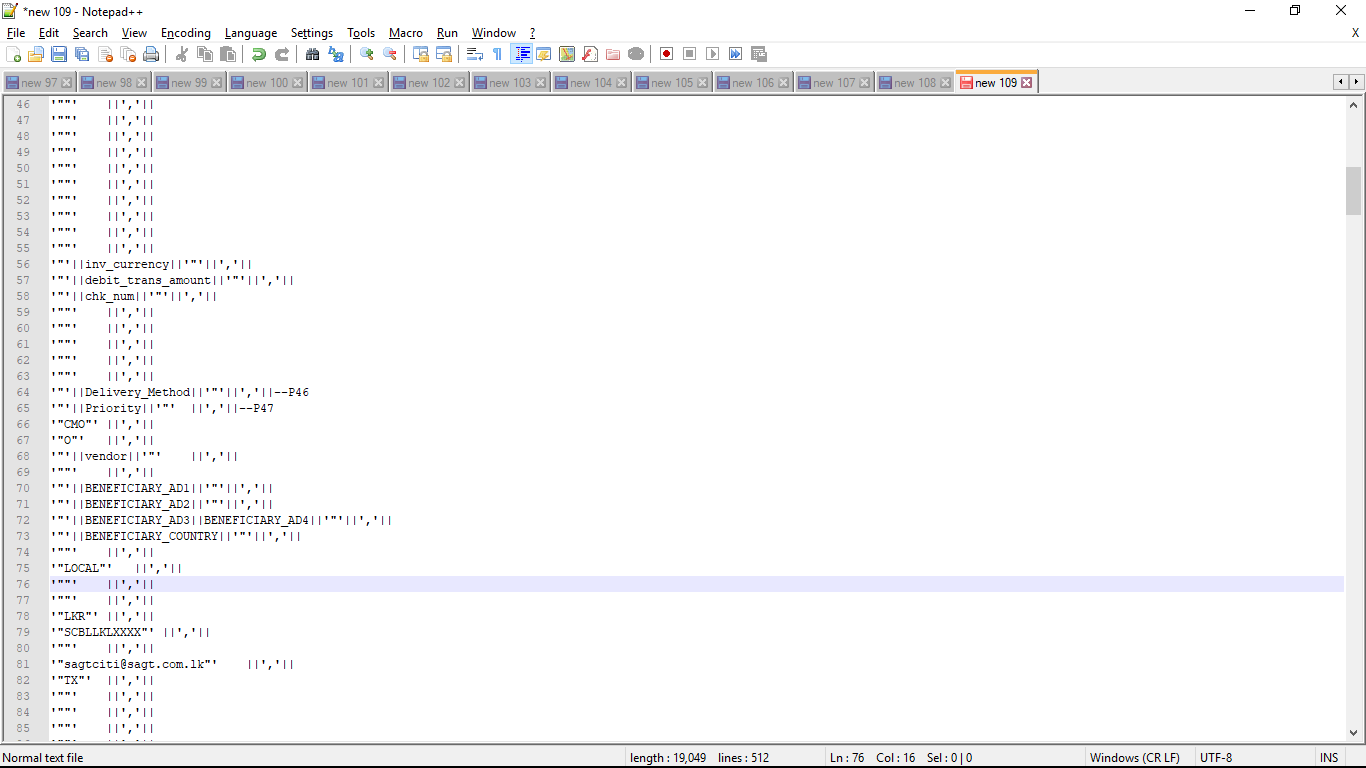 *new 109 - Notepad++
File Edit Search View Encoding Language Settings Tools Macro Run Window ? X
new 97 new 98 new 99 new 100 new 101 new 102 new 103 new 104 new 105 new 106 new 107 new 108 new 109
46 '""' ||','||
47 '""' ||','||
48 '""' ||','||
49 '""' ||','||
50 '""' ||','||
51 '""' ||','||
52 '""' ||','||
53 '""' ||','||
54 '""' ||','||
55 '""' ||','||
56 '"'||inv_currency||'"'||','||
57 '"'||debit_trans_amount||'"'||','||
58 '"'||chk_num||'"'||','||
59 '""' ||','||
60 '""' ||','||
61 '""' ||','||
62 '""' ||','||
63 '""' ||','||
64 '"'||Delivery_Method||'"'||','||--P46
65 '"'||Priority||'"' ||','||--P47
66 '"CMO"' ||','||
67 '"O"' ||','||
68 '"'||vendor||'"' ||','||
69 '""' ||','||
70 '"'||BENEFICIARY_AD1||'"'||','||
71 '"'||BENEFICIARY_AD2||'"'||','||
72 '"'||BENEFICIARY_AD3||BENEFICIARY_AD4||'"'||','||
73 '"'||BENEFICIARY_COUNTRY||'"'||','||
74 '""' ||','||
75 '"LOCAL"' ||','||
76 '""' ||','||
77 '""' ||','||
78 '"LKR"' ||','||
79 '"SCBLLKLXXXX"' ||','||
80 '""' ||','||
81 '"sagtciti@sagt.com.lk"' ||','||
82 '"TX"' ||','||
83 '""' ||','||
84 '""' ||','||
85 '""' ||','||
Normal text file length : 19,049 lines : 512 Ln : 76 Col : 16 Sel : 0 | 0 Windows (CR LF) UTF-8 INS